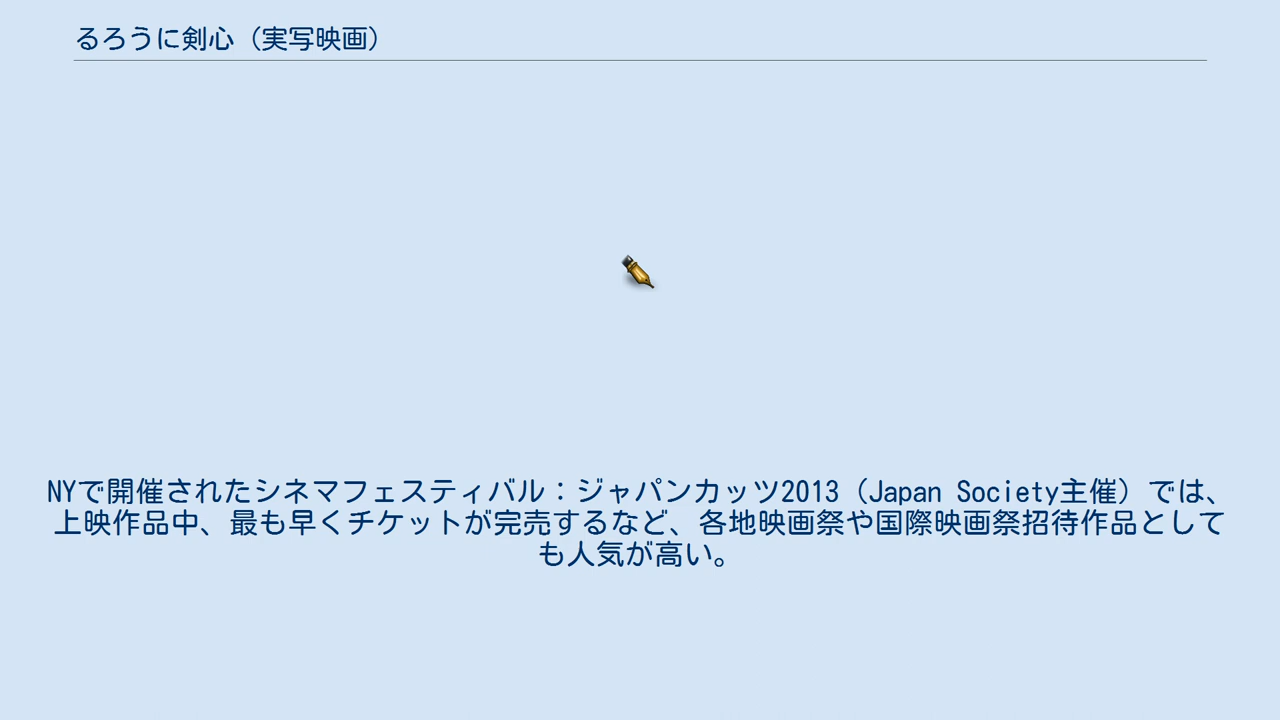 るろうに剣心（実写映画）
NYで開催されたシネマフェスティバル：ジャパンカッツ2013（Japan Society主催）では、
上映作品中、最も早くチケットが完売するなど、各地映画祭や国際映画祭招待作品として
も人気が高い。